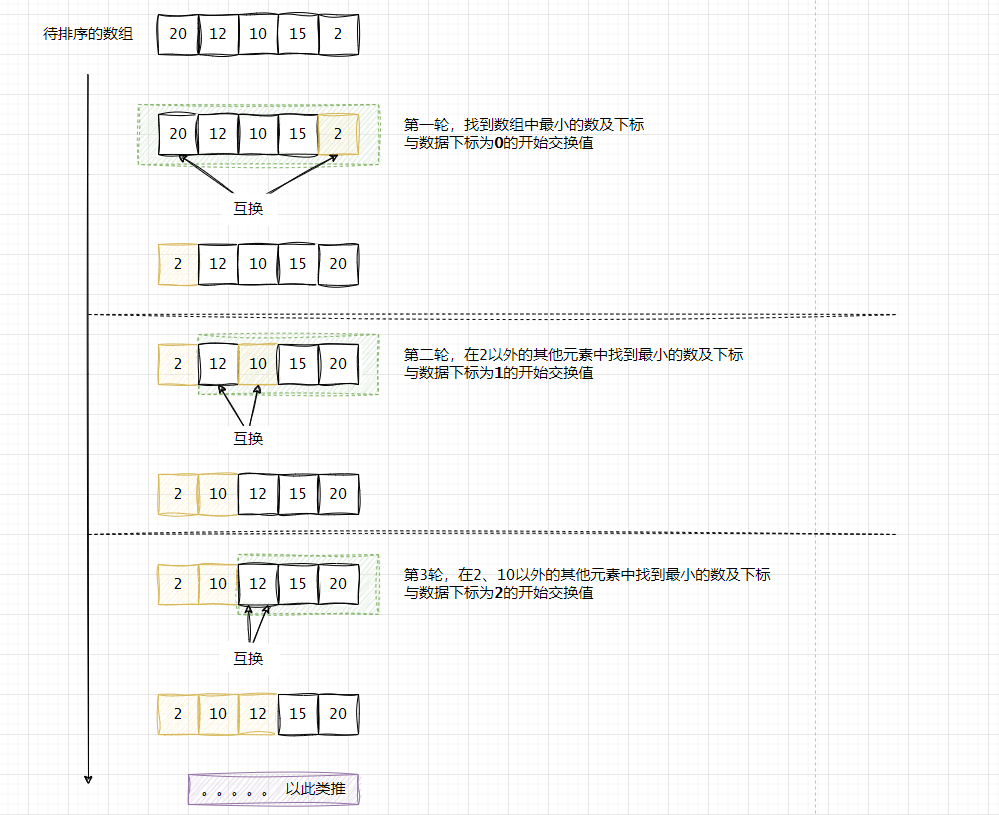 待排序的数组 20 12 10 15 2
20 12 10 15 2
第一轮，找到数组中最小的数及下标
与数据下标为0的开始交换值
互换
2 12 10 15 20
2 12 10 15 20
第二轮，在2以外的其他元素中找到最小的数及下标
与数据下标为1的开始交换值
互换
2 10 12 15 20
2 10 12 15 20
第3轮，在2、10以外的其他元素中找到最小的数及下标
与数据下标为2的开始交换值
互换
2 10 12 15 20
。。。。。 以此类推